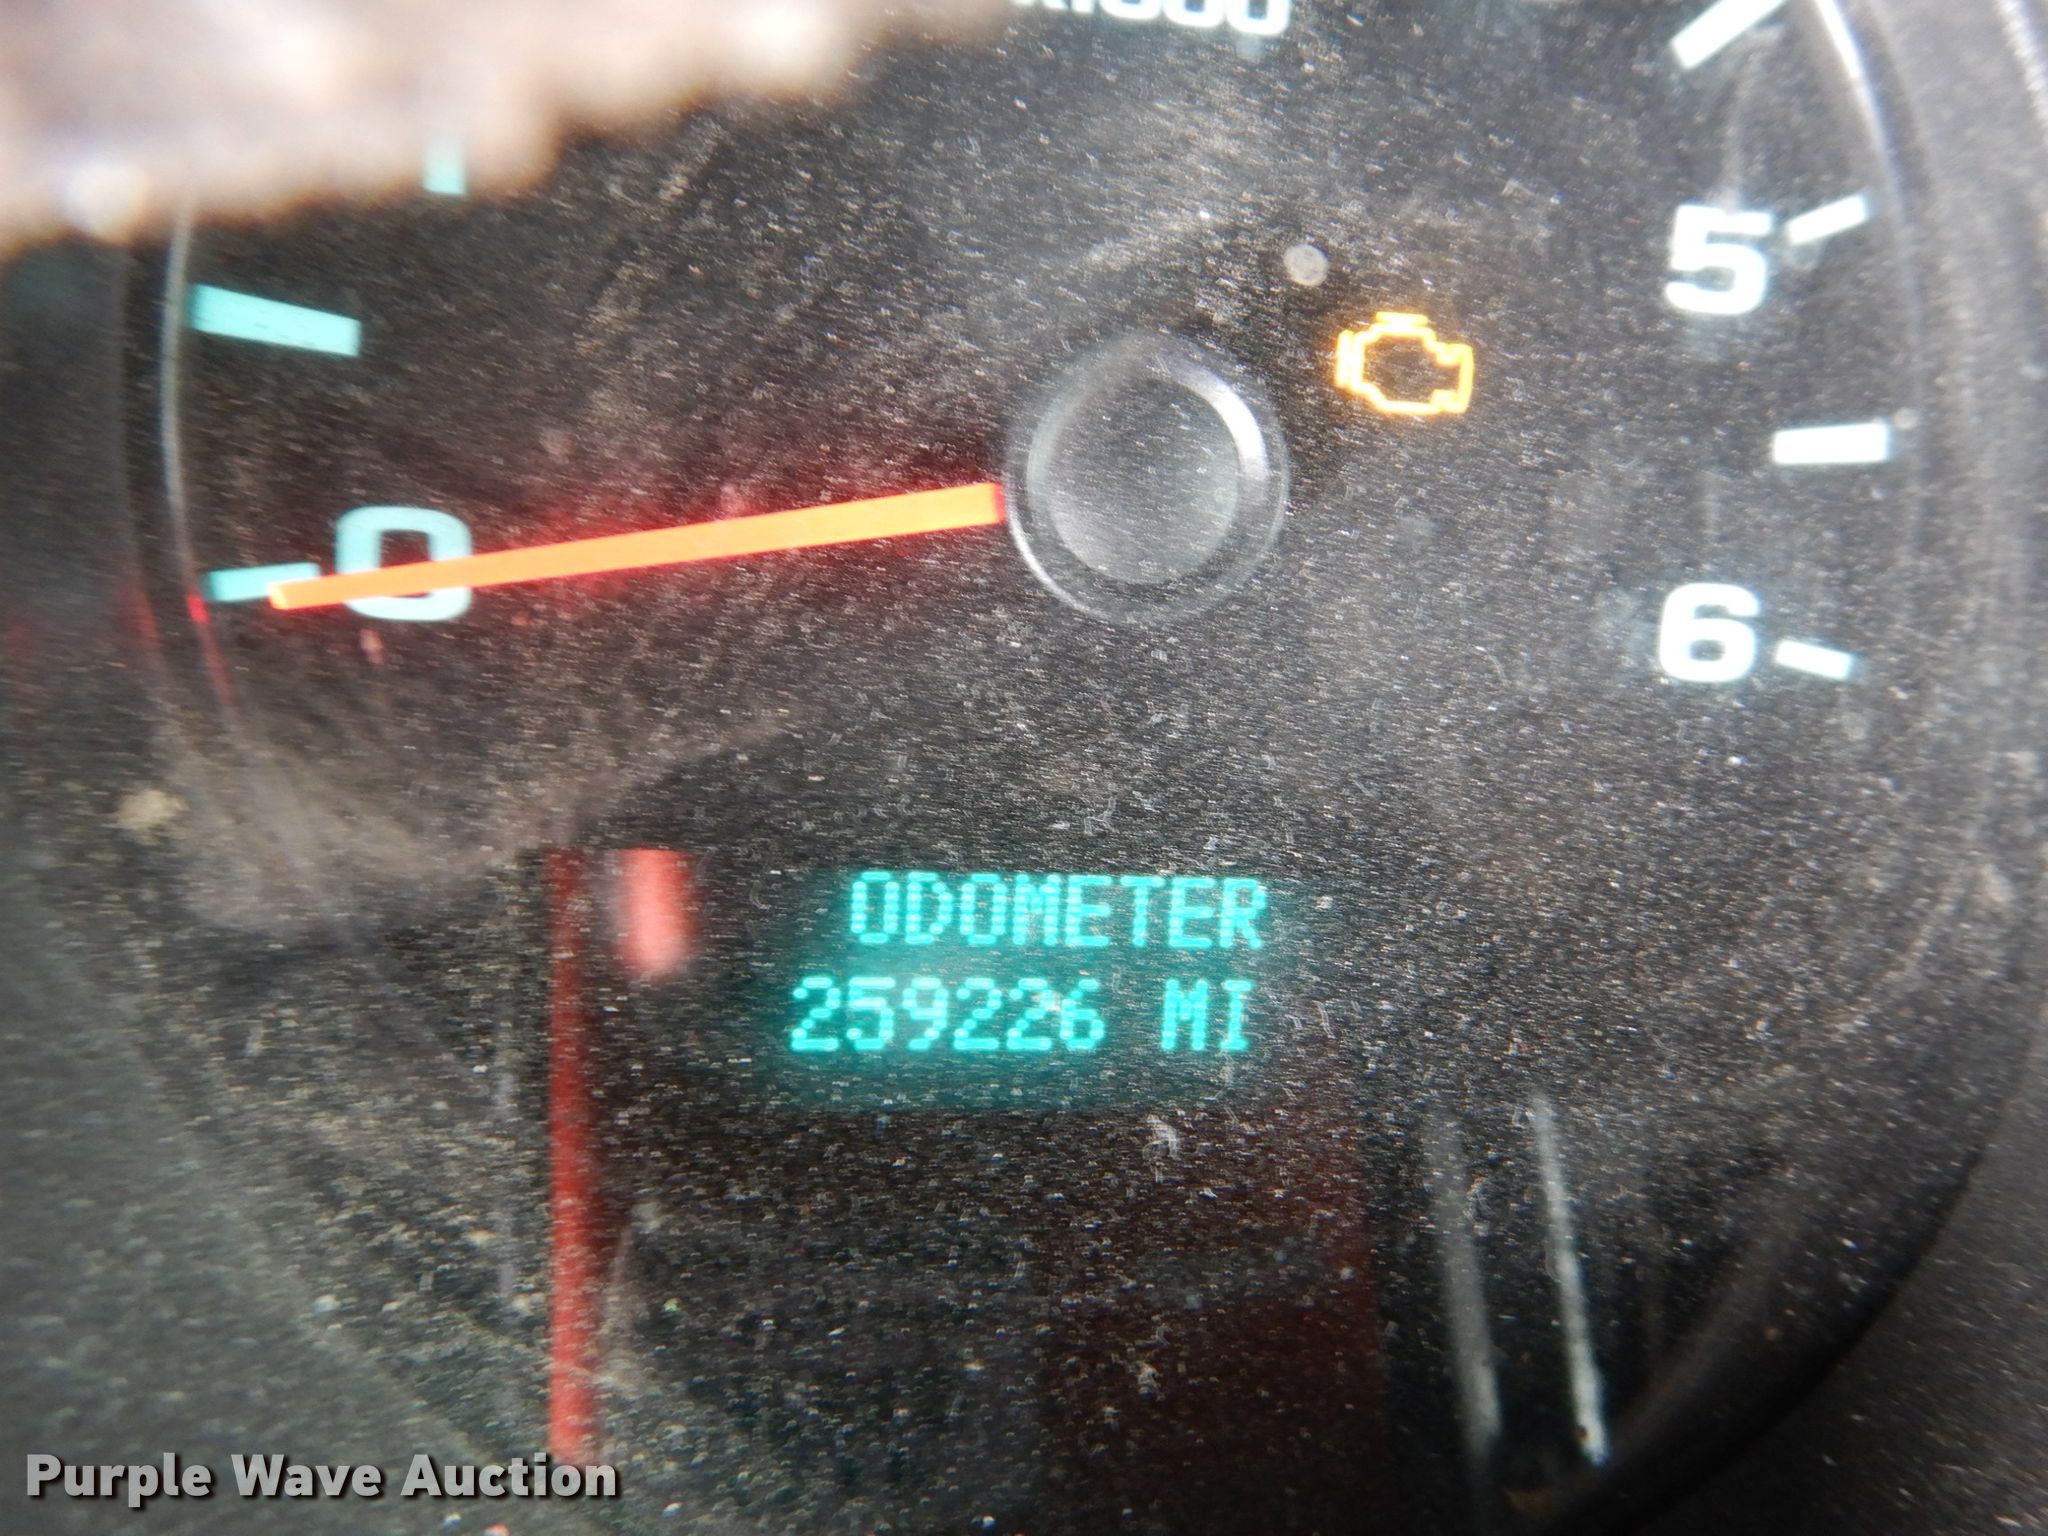 5
0
6
ODOMETER
259226 MI
Purple Wave Auction